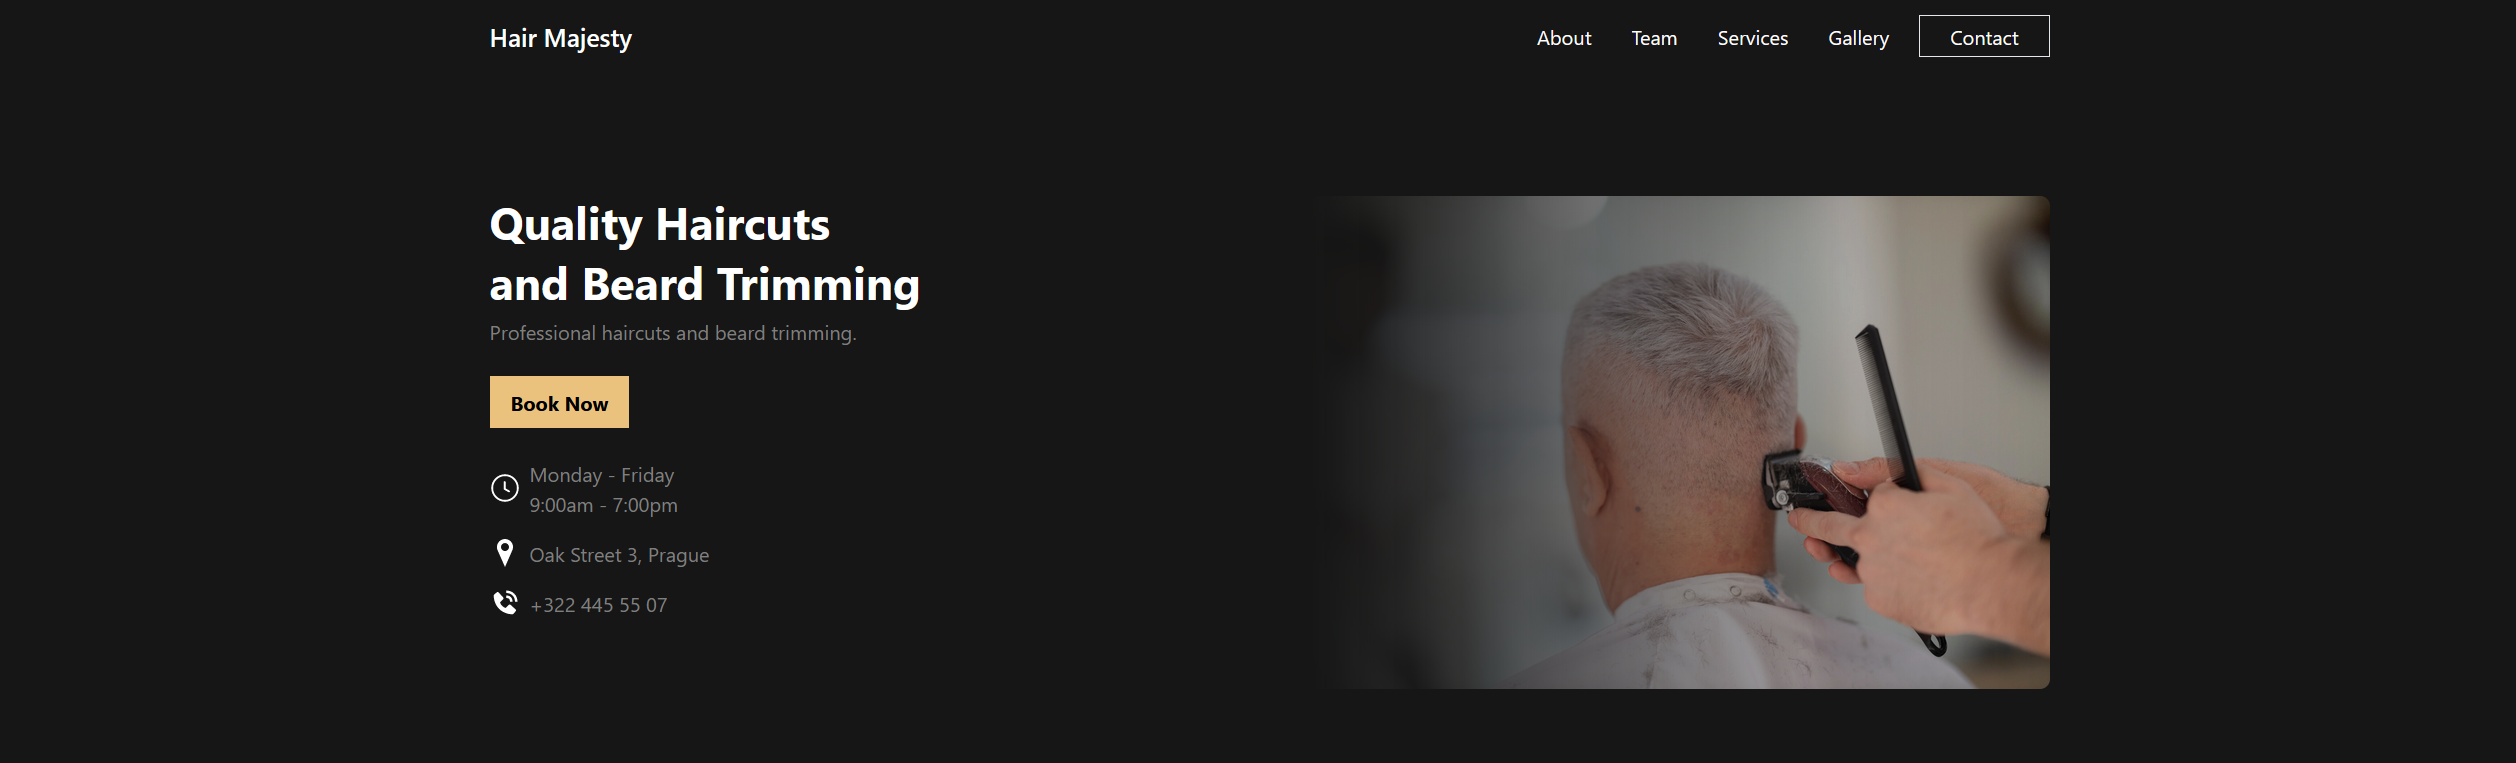 Hair Majesty
About
Team
Services
Gallery
Contact
Quality Haircuts
and Beard Trimming
Professional haircuts and beard trimming.
Book Now
Monday - Friday
9:00am - 7:00pm
Oak Street 3, Prague
+322 445 55 07